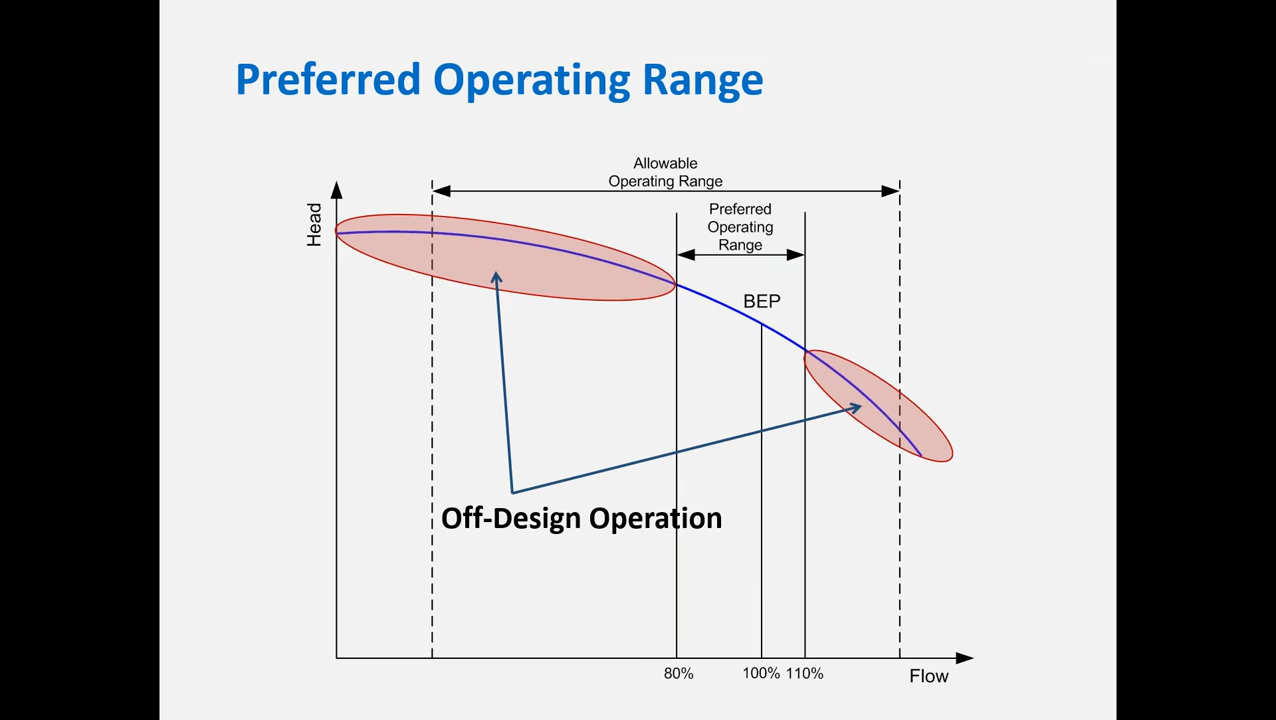 Preferred Operating Range
Allowable
Operating Range
Head
Preferred
Operating
Range
BEP
Off-Design Operation
80%
100%
110%
Flow